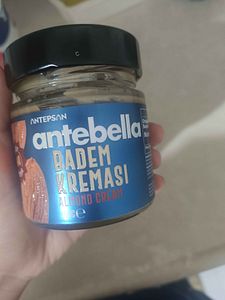 ANTEPSAN
antebella
BADEM
KREMASI
ALMOND CREAM